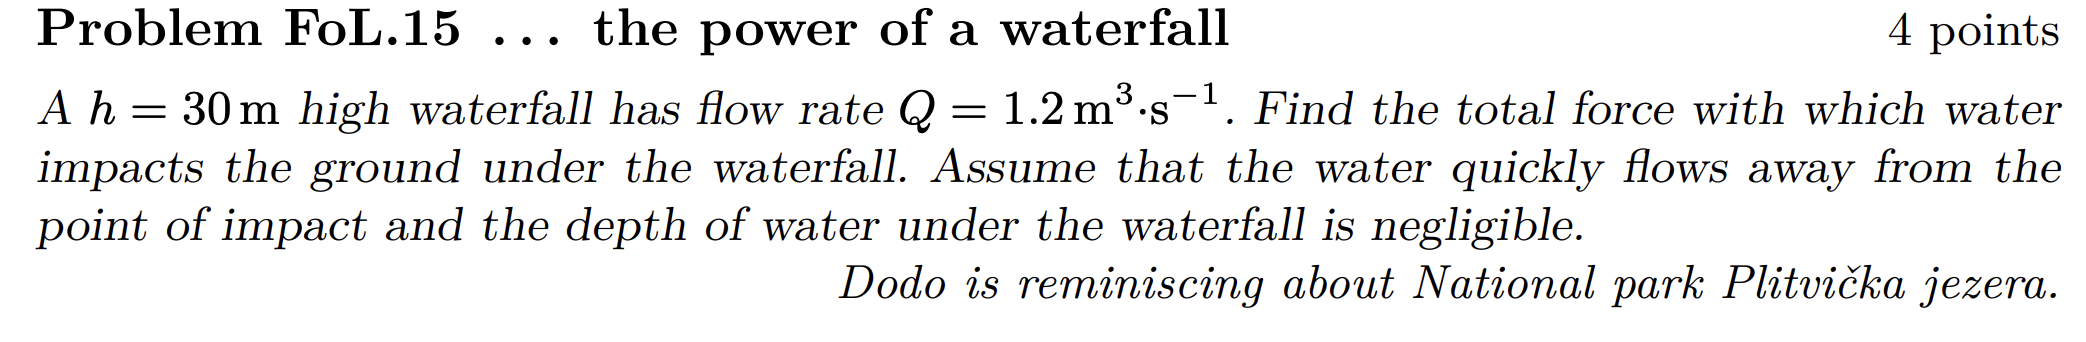 Problem FoL.15 ... the power of a waterfall 4 points
A h = 30 m high waterfall has flow rate Q = 1.2 m³·s⁻¹. Find the total force with which water
impacts the ground under the waterfall. Assume that the water quickly flows away from the
point of impact and the depth of water under the waterfall is negligible.
Dodo is reminiscing about National park Plitvička jezera.